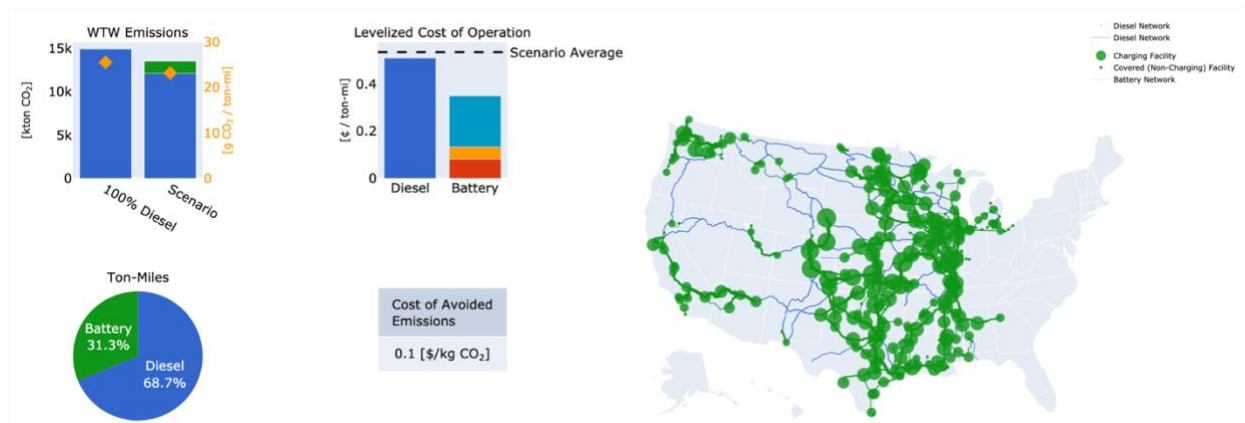 WTW Emissions
15k
10k
5k
0
[kton CO₂]
30
20
10
0
[g CO₂ / ton-mi]
100% Diesel
Scenario
Levelized Cost of Operation
Scenario Average
0.4
0.2
0
[¢ / ton-mi]
Diesel
Battery
Diesel Network
Diesel Network
Charging Facility
Covered (Non-Charging) Facility
Battery Network
Ton-Miles
Battery
31.3%
Diesel
68.7%
Cost of Avoided
Emissions
0.1 [$/kg CO₂]